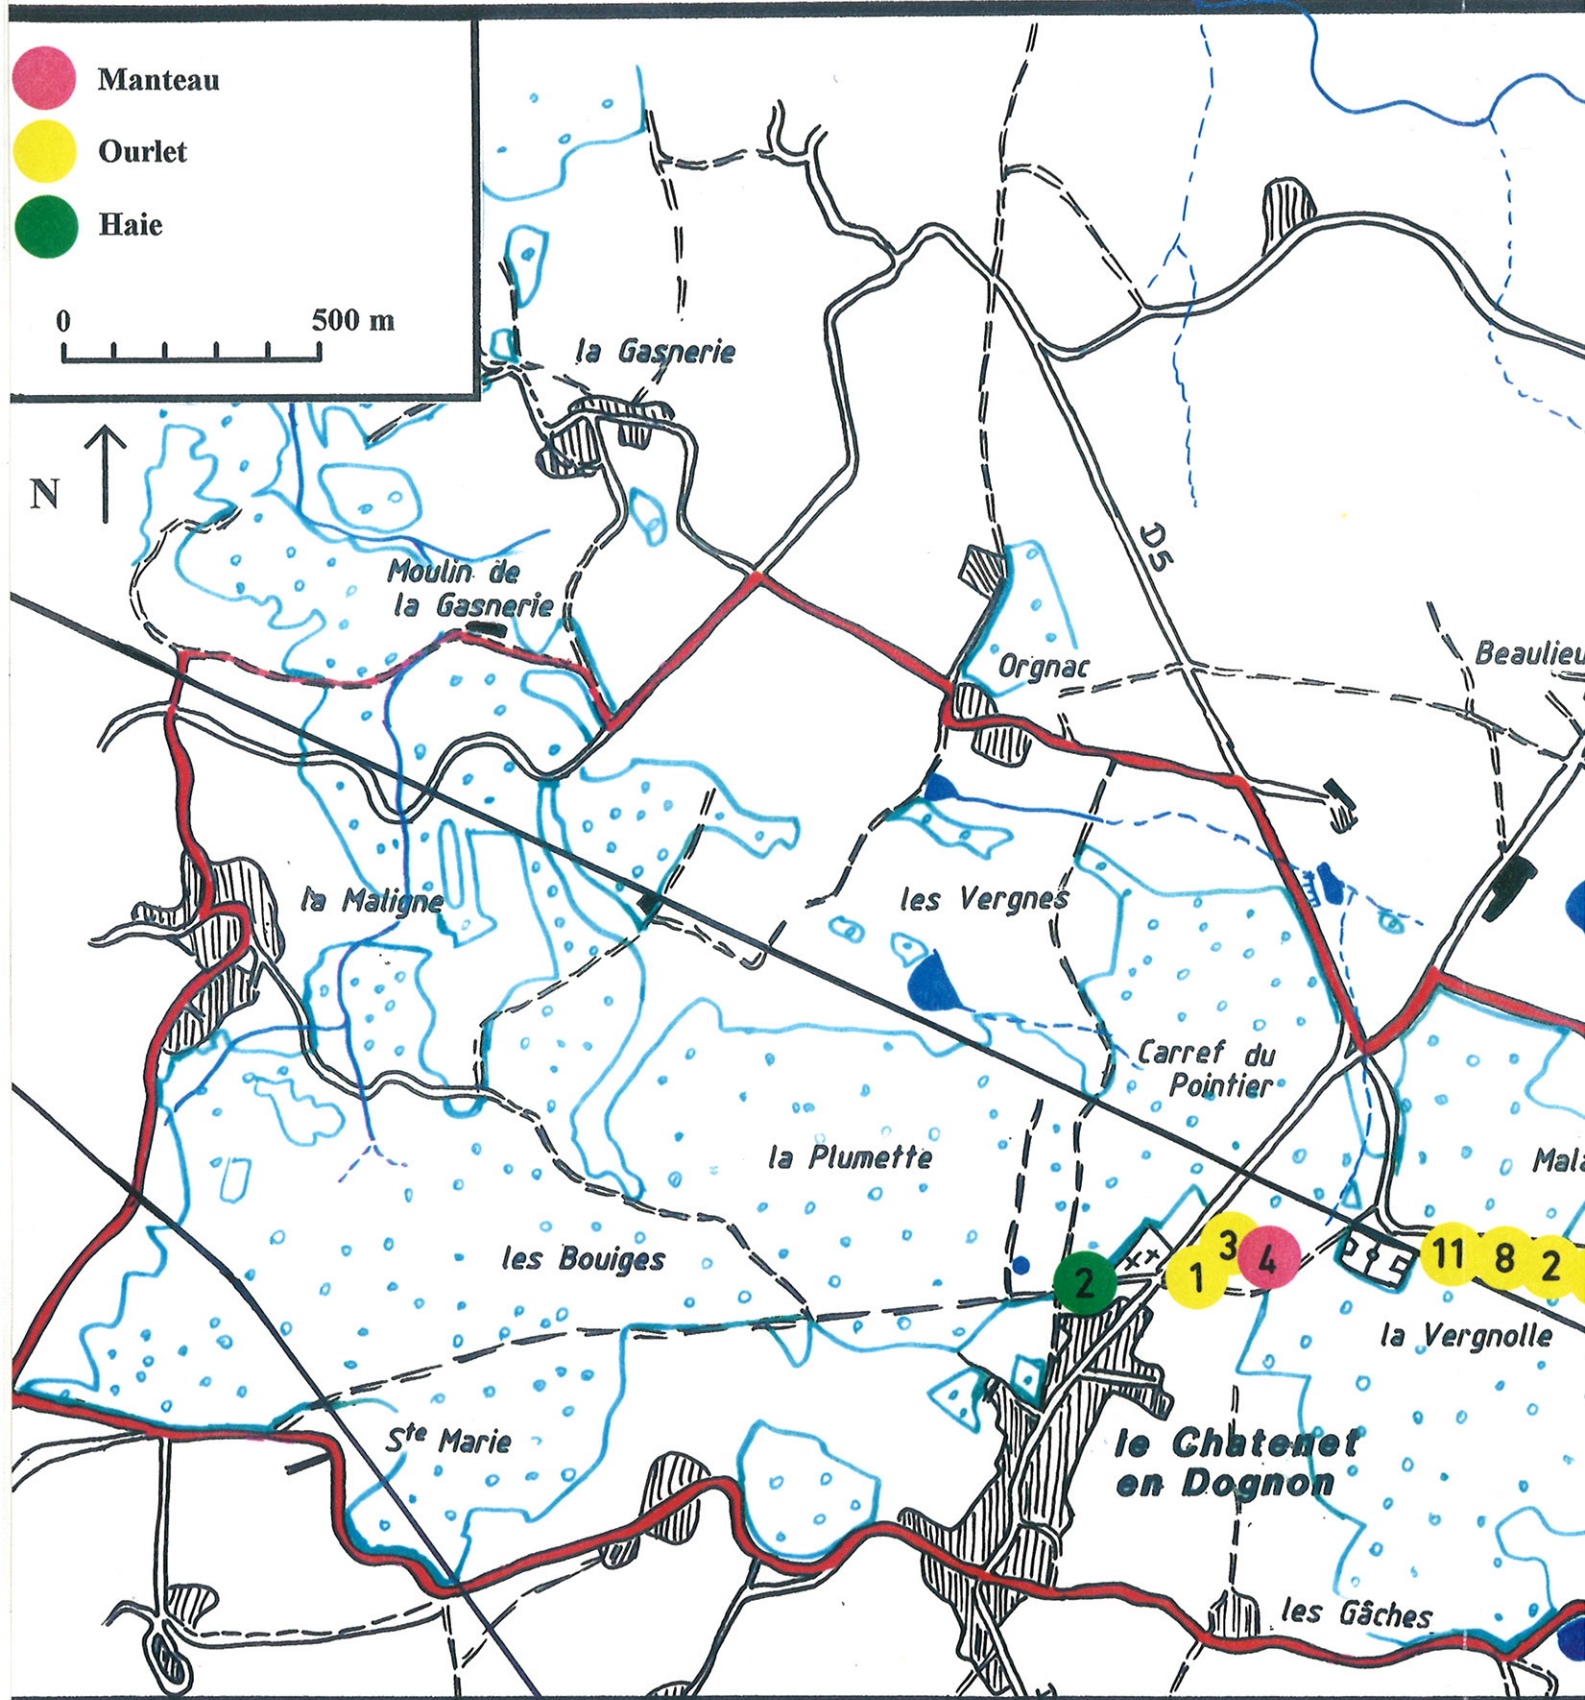 Manteau
Ourlet
Haie
0
500 m
la Gasnerie
N
D5
Moulin de
la Gasnerie
Orgnac
Beaulieu
la Maligne
les Vergnes
Carref du
Pointier
la Plumette
Mala
les Bouiges
2
1
3
4
11
8
2
la Vergnolle
Ste Marie
le Châtenet
en Dognon
les Gâches